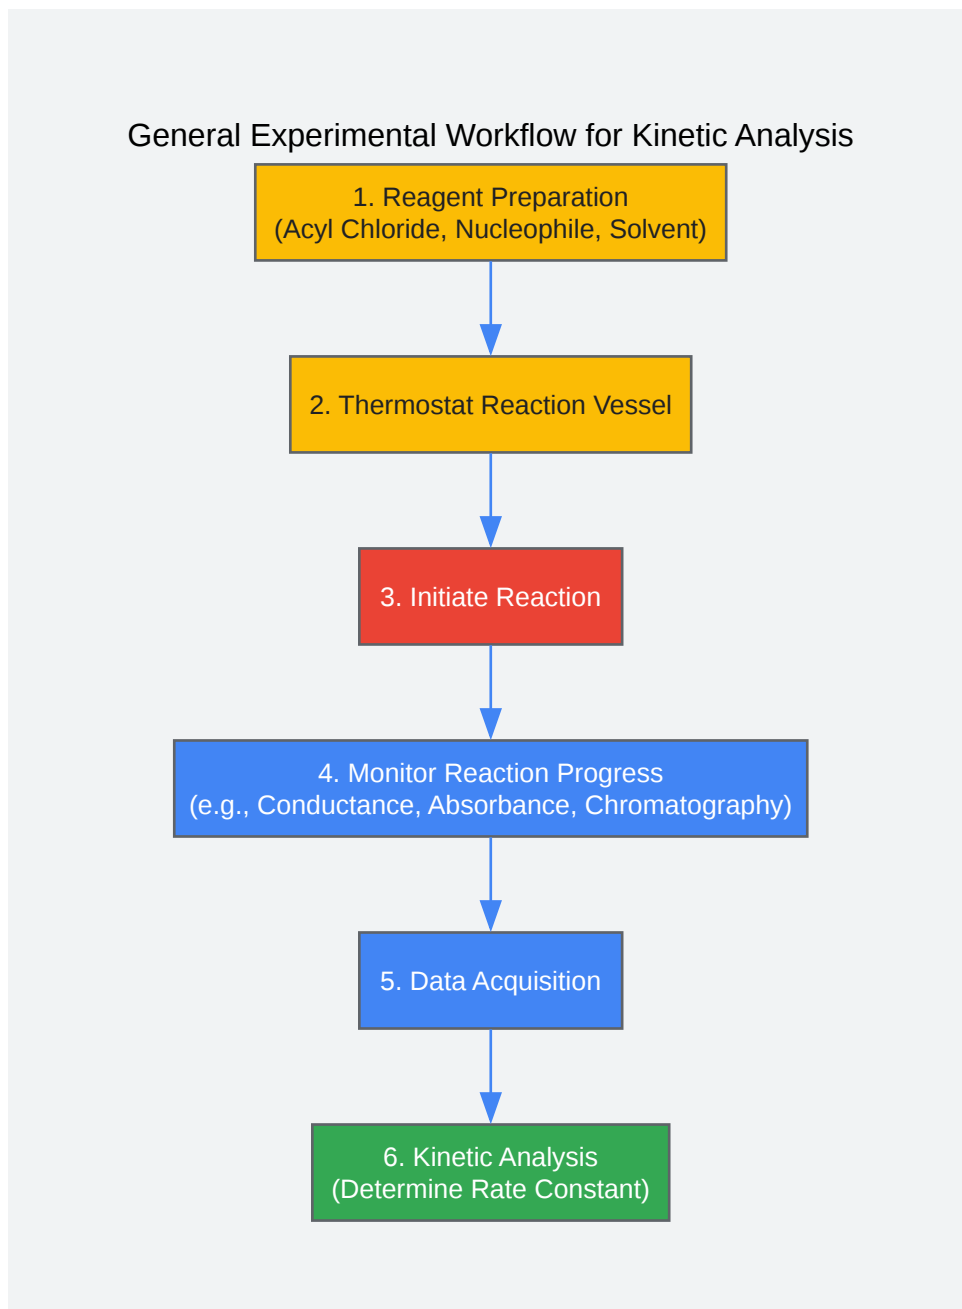 General Experimental Workflow for Kinetic Analysis
1. Reagent Preparation
(Acyl Chloride, Nucleophile, Solvent)
2. Thermostat Reaction Vessel
3. Initiate Reaction
4. Monitor Reaction Progress
(e.g., Conductance, Absorbance, Chromatography)
5. Data Acquisition
6. Kinetic Analysis
(Determine Rate Constant)